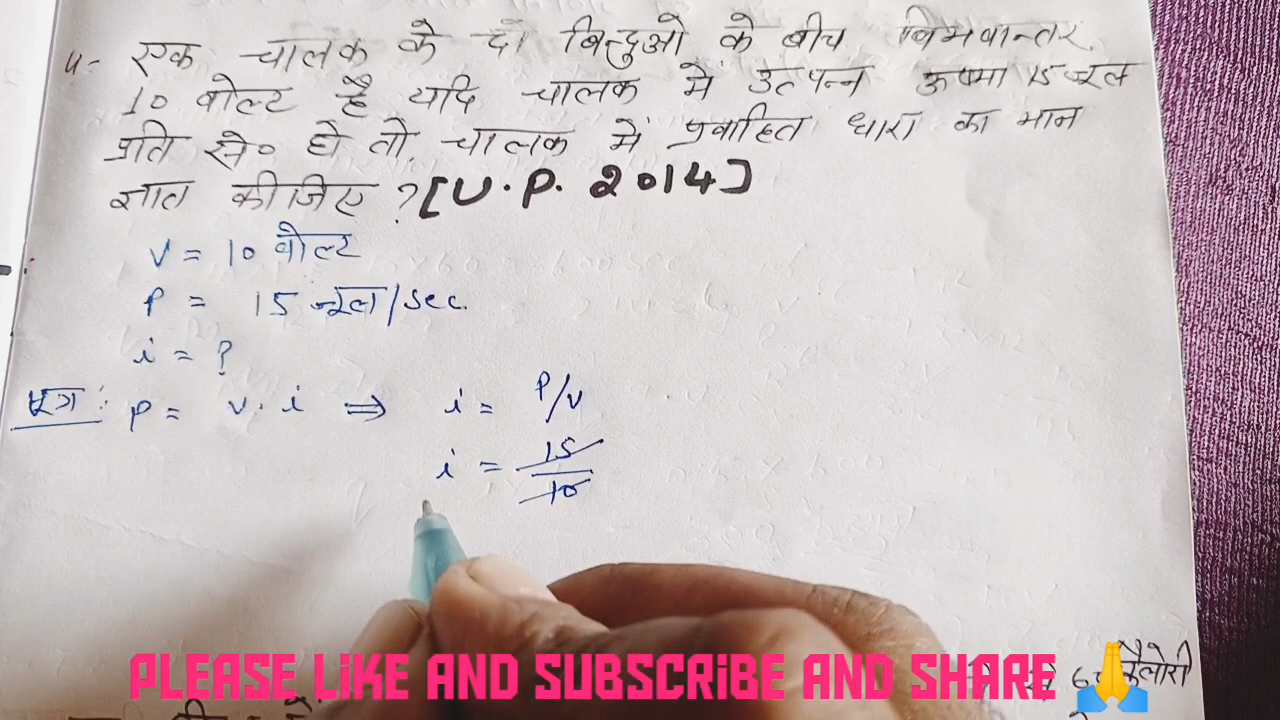 4- एक चालक के दो बिन्दुओ के बीच विभवान्तर
10 वोल्ट है यदि चालक में उत्पन्न ऊष्मा 15 जूल
प्रति से० हो तो, चालक में प्रवाहित धारा का मान
ज्ञात कीजिए ? [U.P. 2014]
V = 10 वोल्ट
P = 15 जूल/sec.
i = ?
सूत्र : P = V. i ⇒ i = P/V
i = 15/10
कैलोरी
PLEASE LIKE AND SUBSCRIBE AND SHARE 🙏